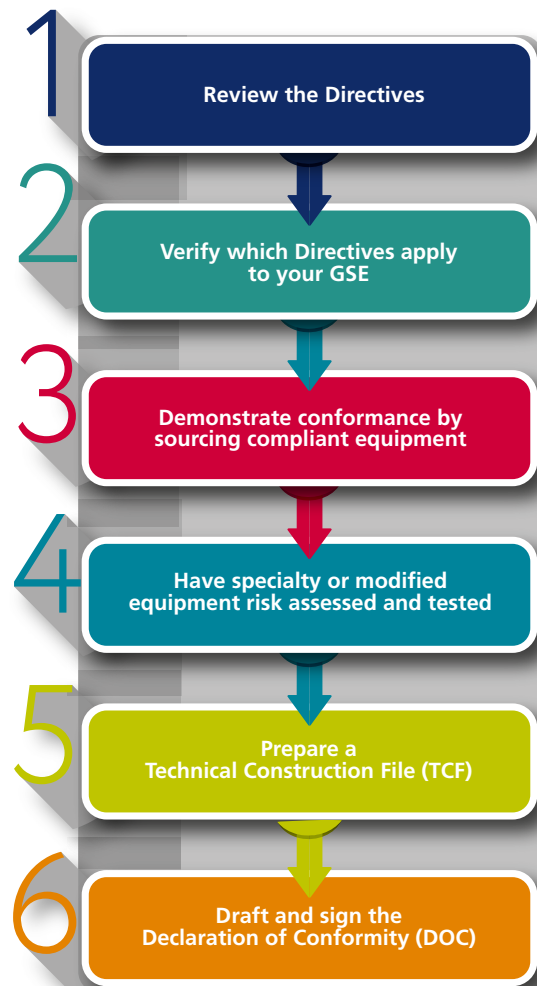 1
Review the Directives
2
Verify which Directives apply
to your GSE
3
Demonstrate conformance by
sourcing compliant equipment
4
Have specialty or modified
equipment risk assessed and tested
5
Prepare a
Technical Construction File (TCF)
6
Draft and sign the
Declaration of Conformity (DOC)